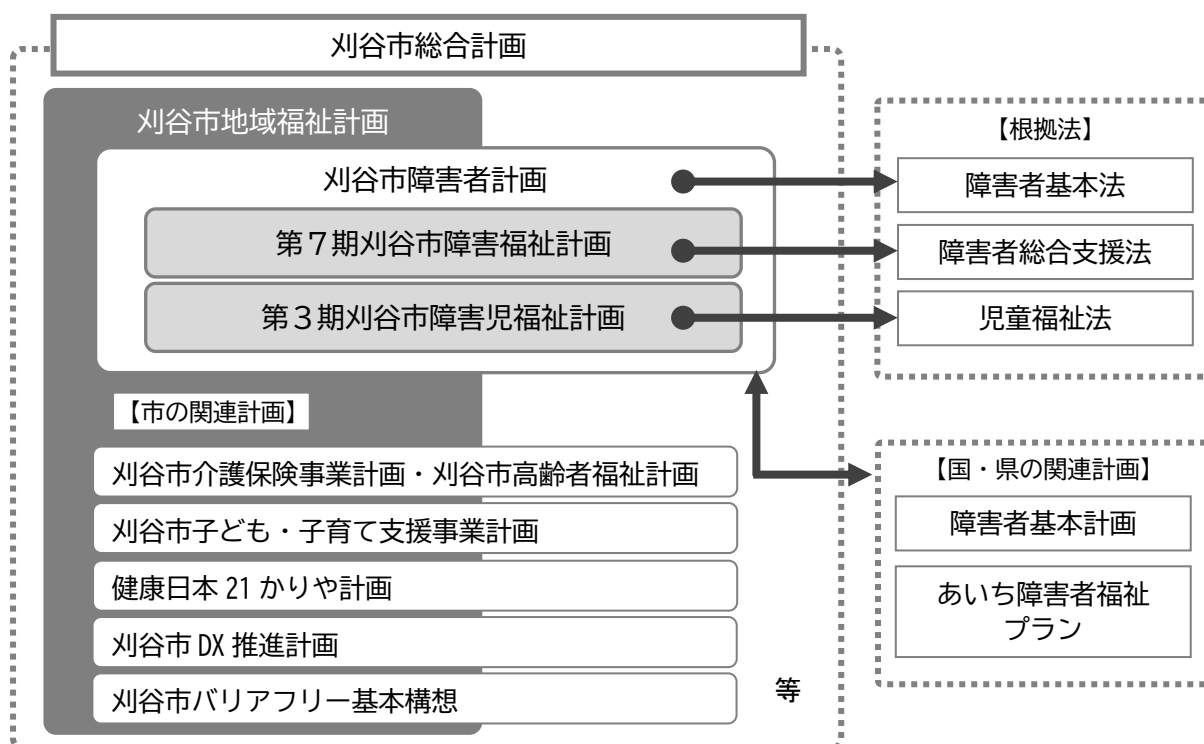 刈谷市総合計画
刈谷市地域福祉計画
刈谷市障害者計画
第７期刈谷市障害福祉計画
第３期刈谷市障害児福祉計画
【市の関連計画】
刈谷市介護保険事業計画・刈谷市高齢者福祉計画
刈谷市子ども・子育て支援事業計画
健康日本 21 かりや計画
刈谷市 DX 推進計画
刈谷市バリアフリー基本構想
等
【根拠法】
障害者基本法
障害者総合支援法
児童福祉法
【国・県の関連計画】
障害者基本計画
あいち障害者福祉
プラン